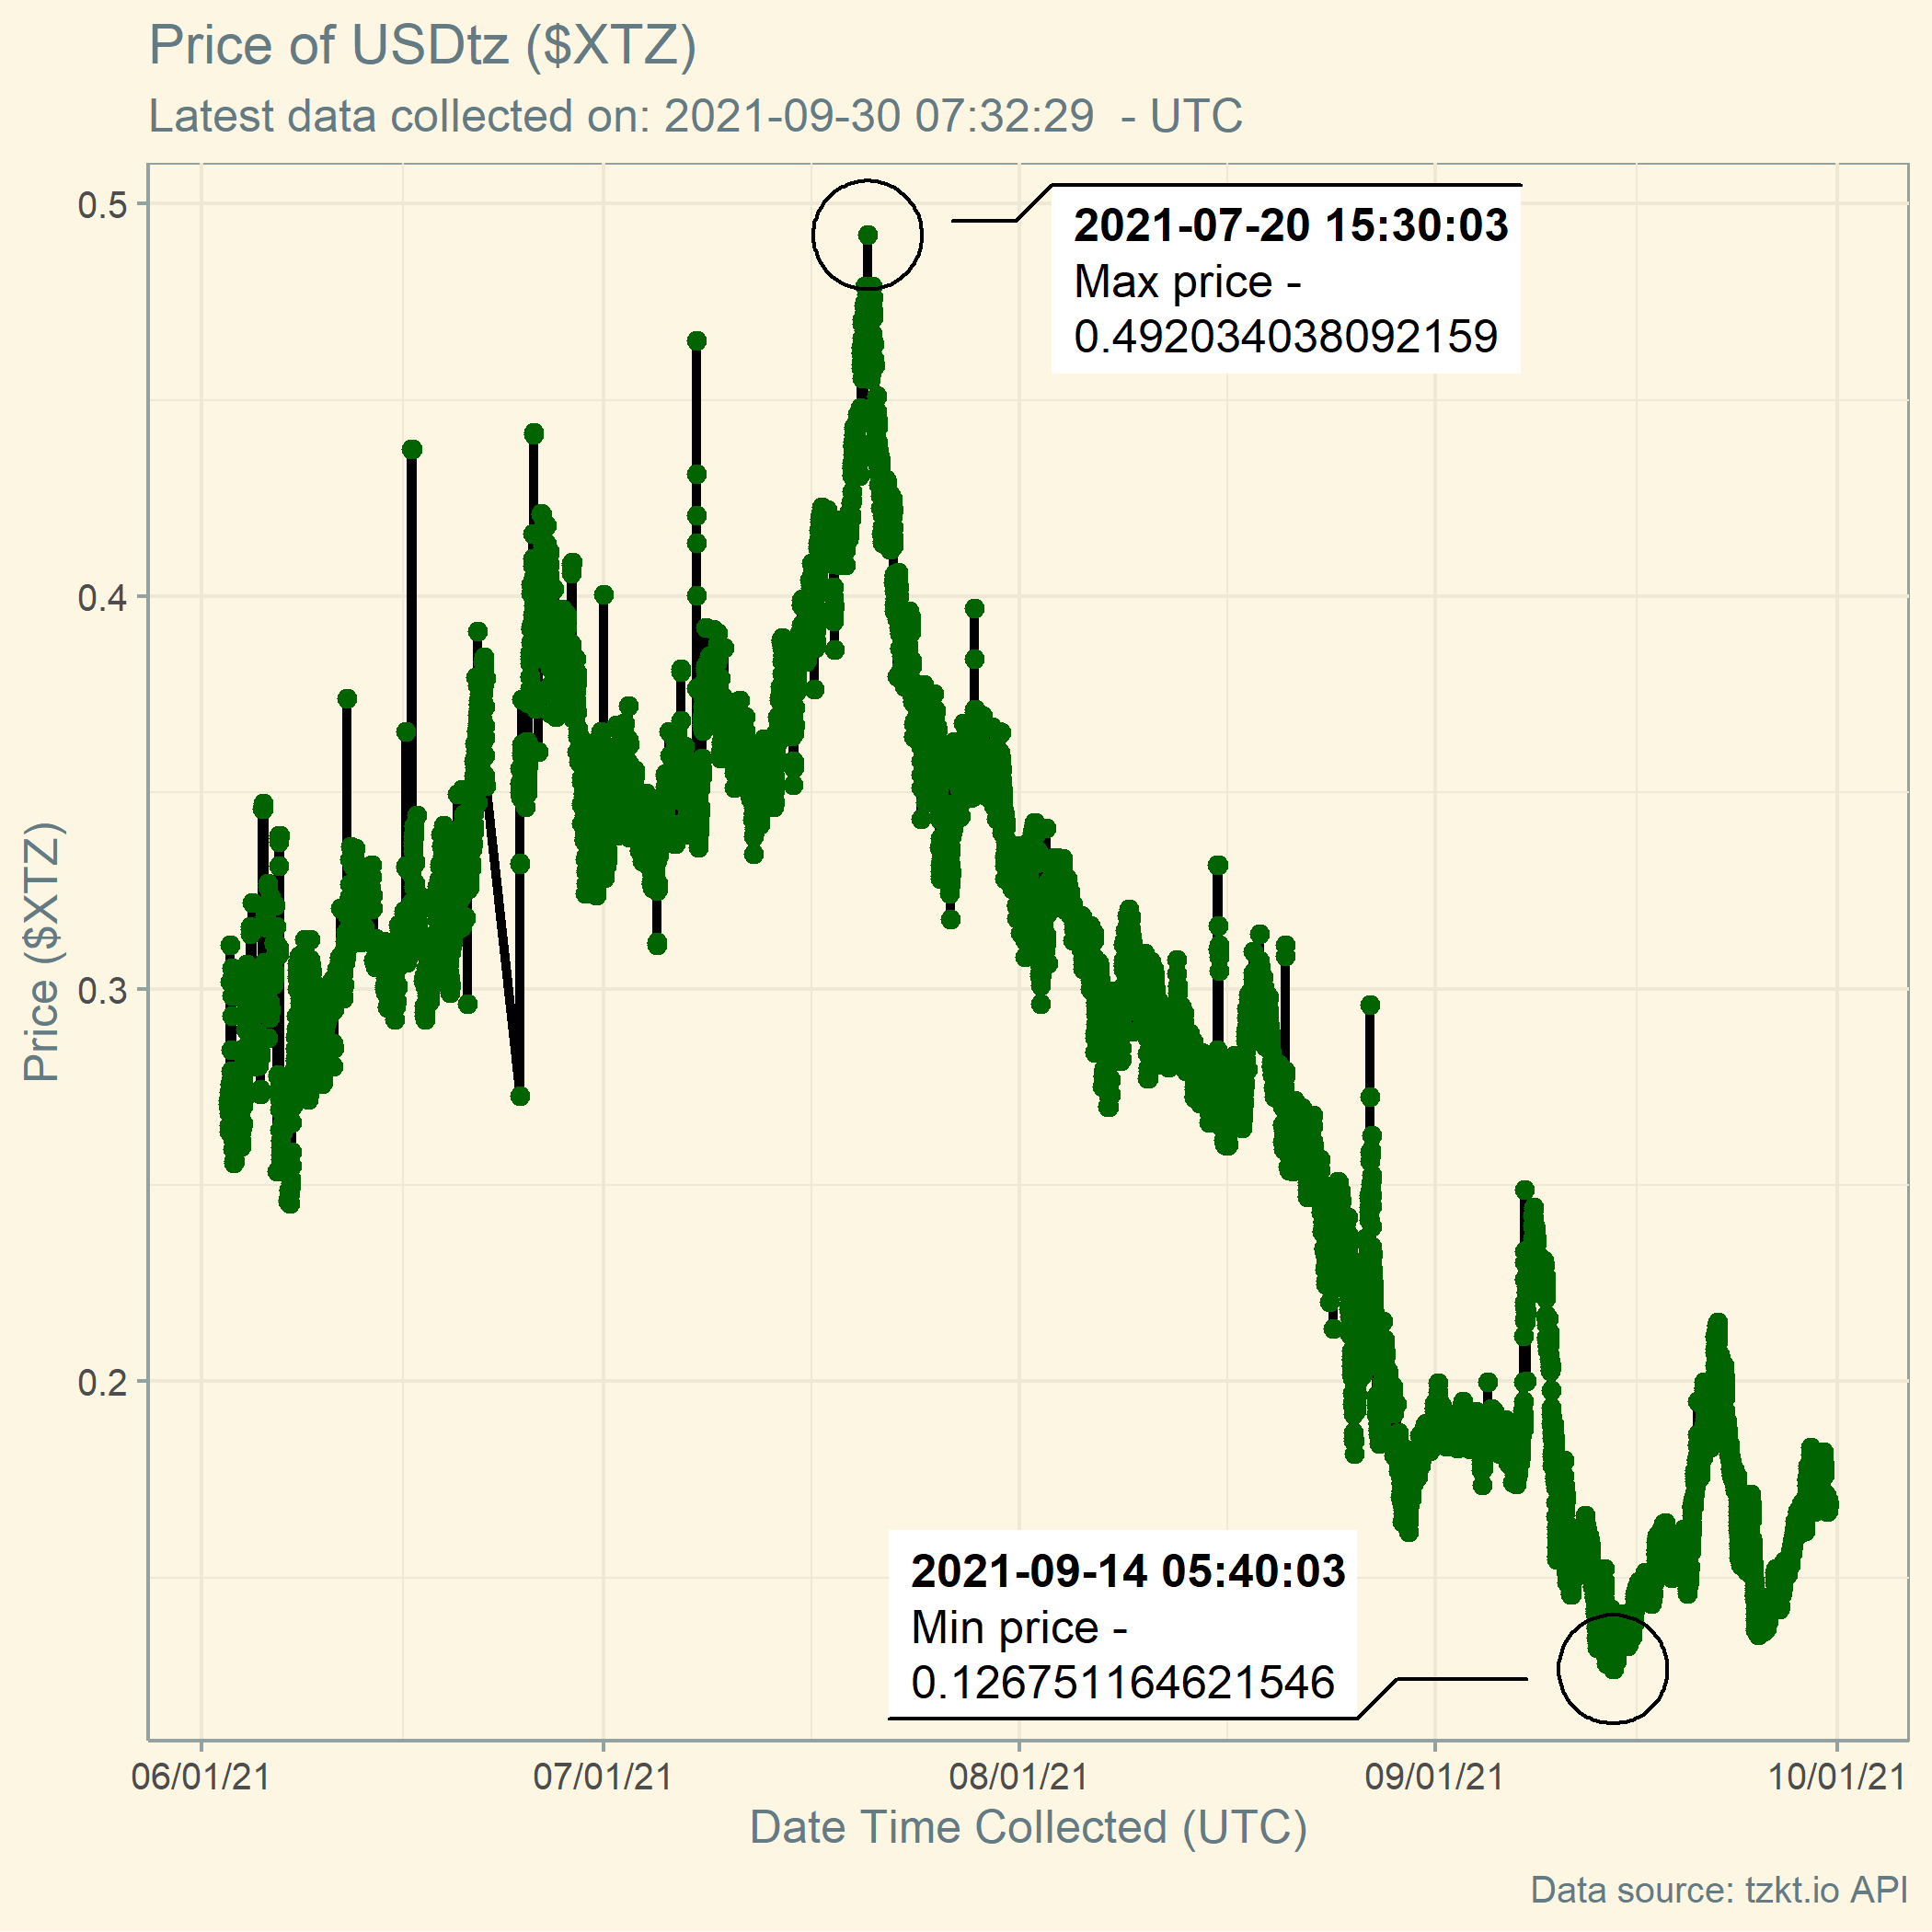 Price of USDtz ($XTZ)
Latest data collected on: 2021-09-30 07:32:29  - UTC
0.5
2021-07-20 15:30:03
Max price -
0.492034038092159
0.4
Price ($XTZ)
0.3
0.2
2021-09-14 05:40:03
Min price -
0.126751164621546
06/01/21 07/01/21 08/01/21 09/01/21 10/01/21
Date Time Collected (UTC)
Data source: tzkt.io API